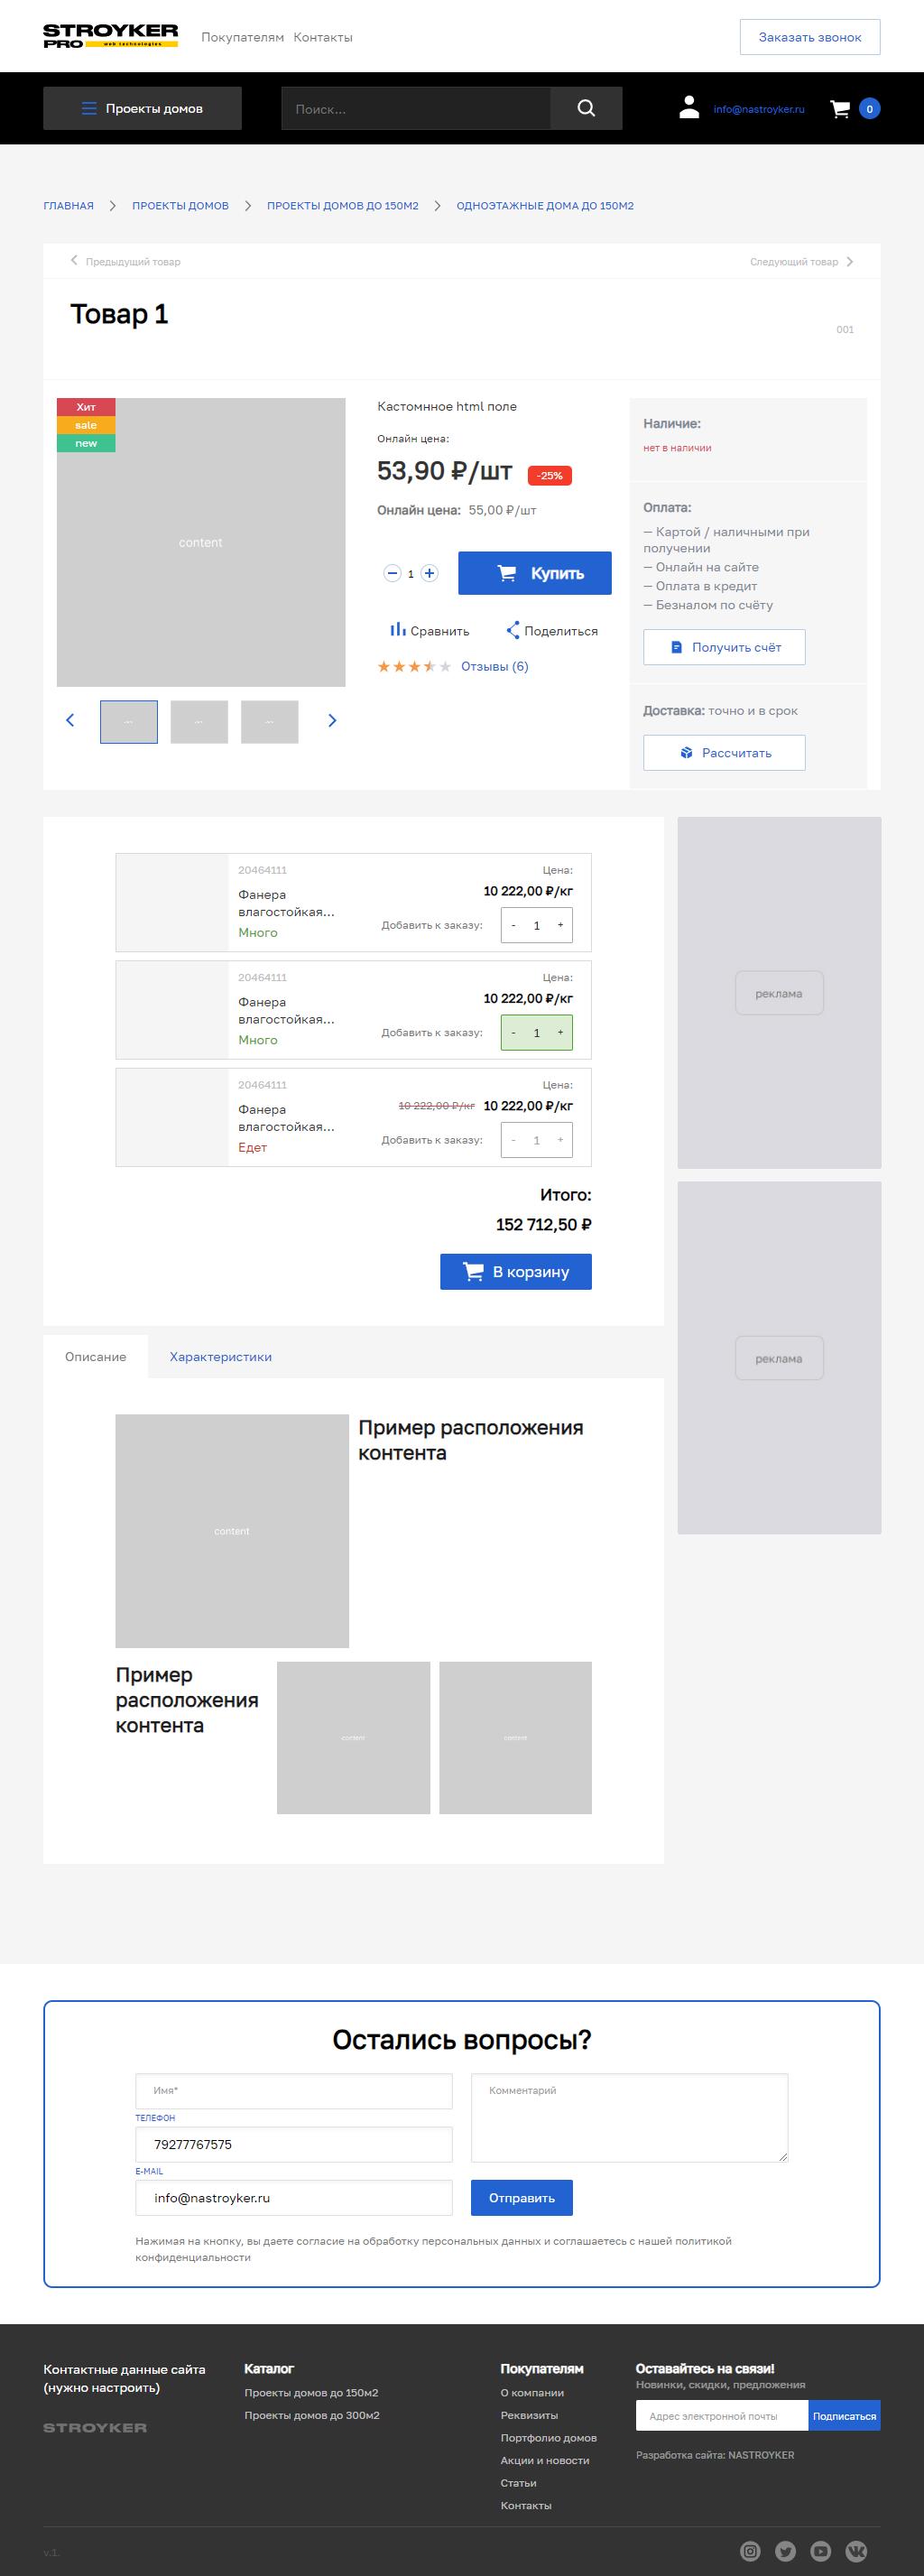 STROYKER
PRO web technologies
Покупателям Контакты
Заказать звонок
Проекты домов
Поиск...
info@nastroyker.ru
0
ГЛАВНАЯ
ПРОЕКТЫ ДОМОВ
ПРОЕКТЫ ДОМОВ ДО 150М2
ОДНОЭТАЖНЫЕ ДОМА ДО 150М2
Предыдущий товар
Следующий товар
Товар 1
001
Хит
sale
new
content
Кастомнное html поле
Онлайн цена:
53,90 ₽/шт
-25%
Онлайн цена: 55,00 ₽/шт
1
Купить
Сравнить
Поделиться
Отзывы (6)
Наличие:
нет в наличии
Оплата:
— Картой / наличными при
получении
— Онлайн на сайте
— Оплата в кредит
— Безналом по счёту
Получить счёт
Доставка: точно и в срок
Рассчитать
20464111
Фанера
влагостойкая...
Много
Цена:
10 222,00 ₽/кг
Добавить к заказу:
- 1 +
20464111
Фанера
влагостойкая...
Много
Цена:
10 222,00 ₽/кг
Добавить к заказу:
- 1 +
20464111
Фанера
влагостойкая...
Едет
Цена:
10 222,00 ₽/кг 10 222,00 ₽/кг
Добавить к заказу:
- 1 +
Итого:
152 712,50 ₽
В корзину
реклама
реклама
Описание
Характеристики
content
Пример расположения
контента
Пример
расположения
контента
content
content
Остались вопросы?
Имя*
ТЕЛЕФОН
79277767575
E-MAIL
info@nastroyker.ru
Комментарий
Отправить
Нажимая на кнопку, вы даете согласие на обработку персональных данных и соглашаетесь с нашей политикой
конфиденциальности
Контактные данные сайта
(нужно настроить)
STROYKER
Каталог
Проекты домов до 150м2
Проекты домов до 300м2
Покупателям
О компании
Реквизиты
Портфолио домов
Акции и новости
Статьи
Контакты
Оставайтесь на связи!
Новинки, скидки, предложения
Адрес электронной почты
Подписаться
Разработка сайта: NASTROYKER
v.1.